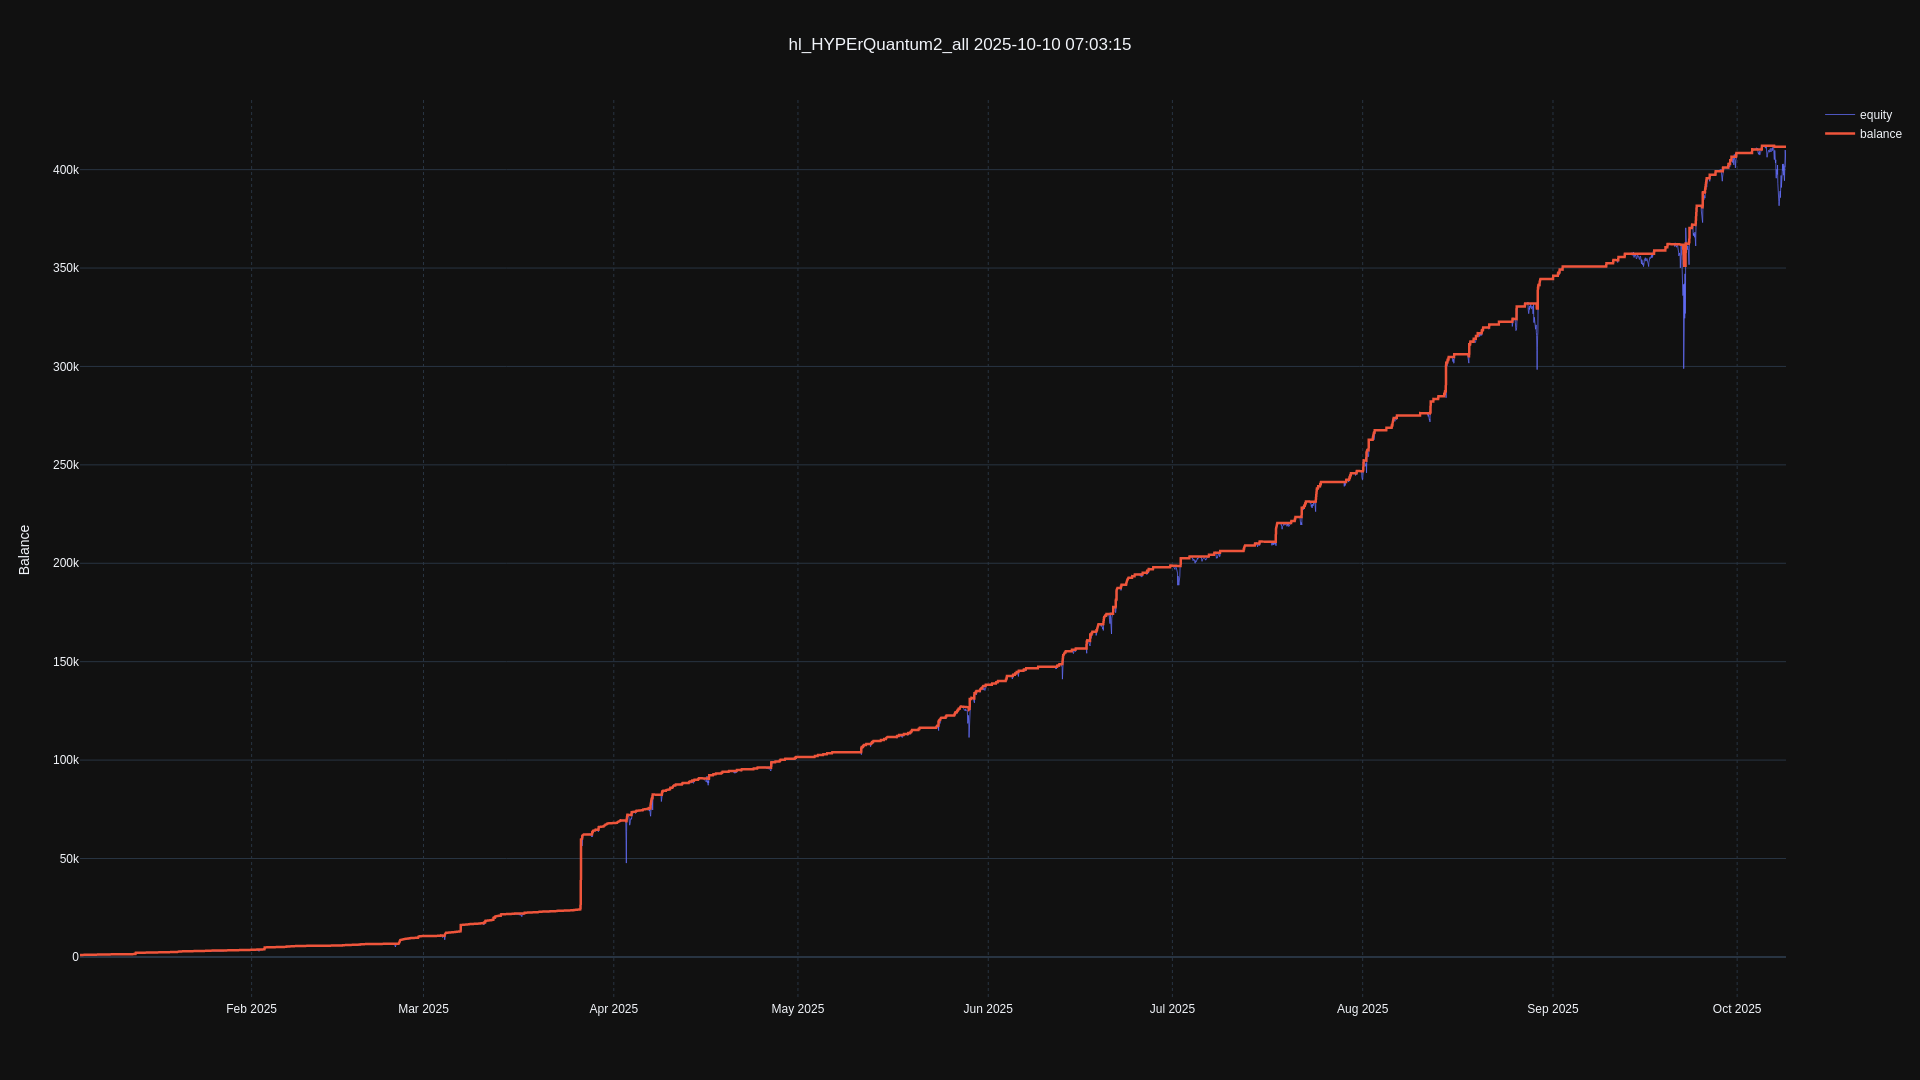 hl_HYPErQuantum2_all 2025-10-10 07:03:15
equity
balance
Balance
400k
350k
300k
250k
200k
150k
100k
50k
0
Feb 2025
Mar 2025
Apr 2025
May 2025
Jun 2025
Jul 2025
Aug 2025
Sep 2025
Oct 2025